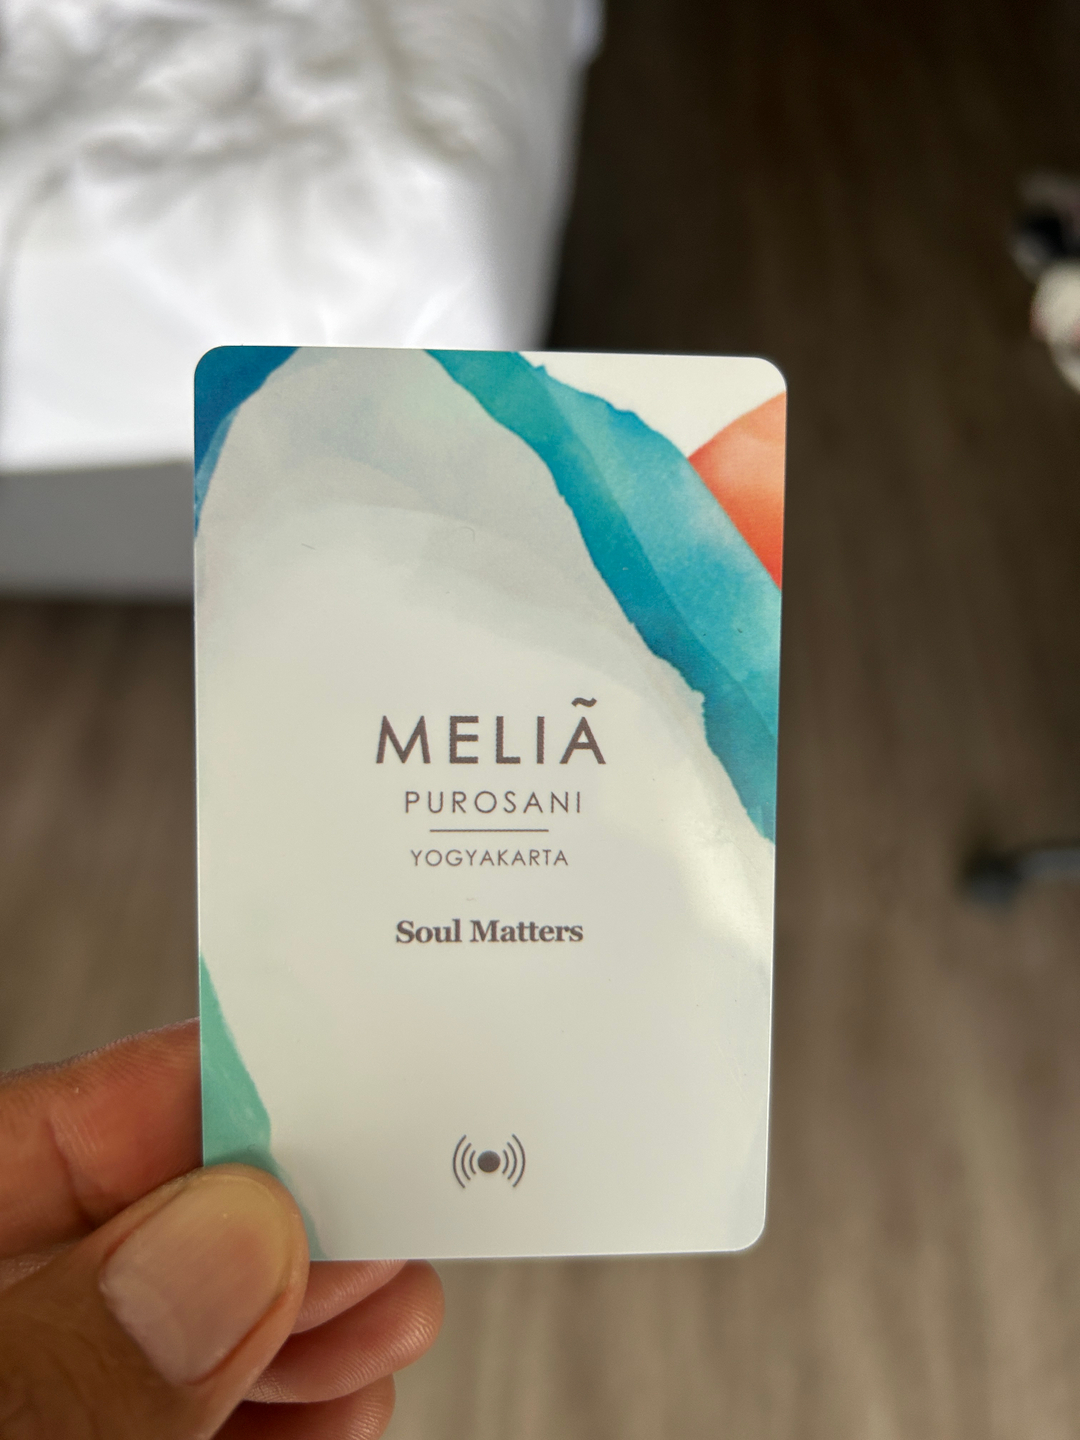 MELIÃ
PUROSANI
YOGYAKARTA
Soul Matters